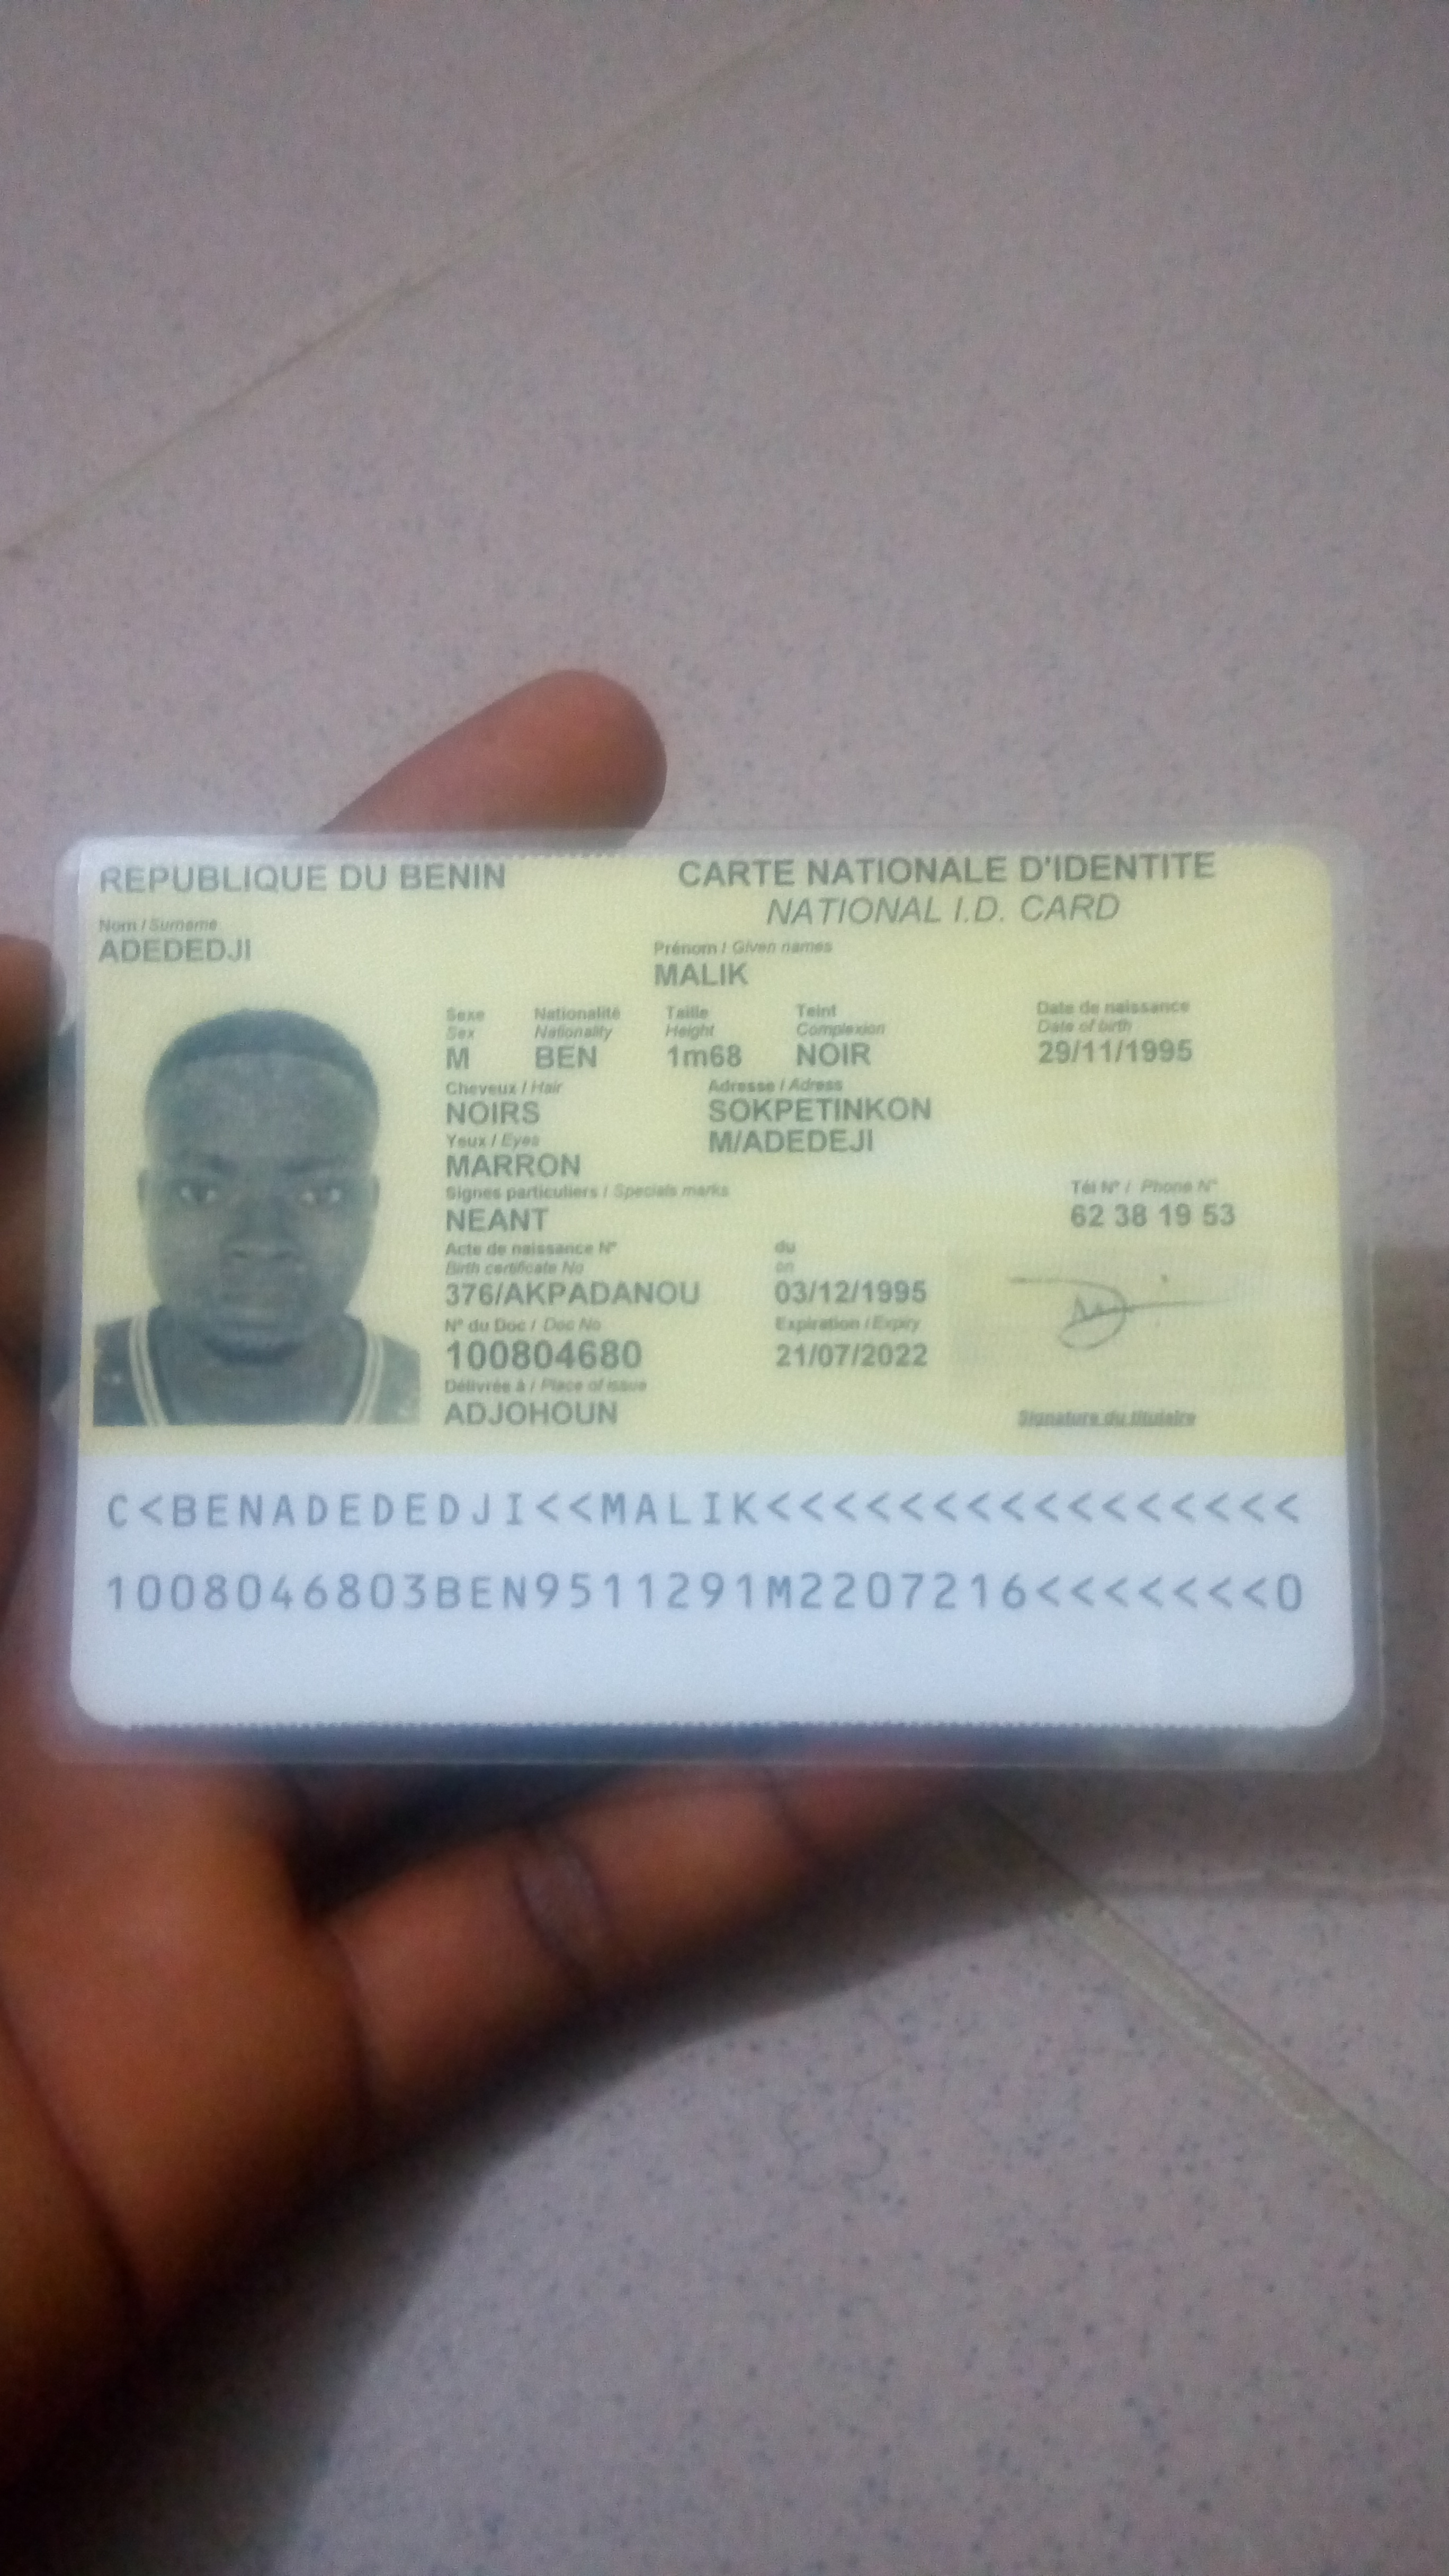 REPUBLIQUE DU BENIN
CARTE NATIONALE D'IDENTITE
NATIONAL I.D. CARD
Nom / Surname
ADEDEDJI
Prénom / Given names
MALIK
Sexe Nationalité Taille Teint Date de naissance
Sex Nationality Height Complexion Date of birth
M BEN 1m68 NOIR 29/11/1995
Cheveux / Hair Adresse / Adress
NOIRS SOKPETINKON
Yeux / Eyes M/ADEDEJI
MARRON
Signes particuliers / Specials marks Tél N° / Phone N°
NEANT 62 38 19 53
Acte de naissance N° du
Birth certificate No on
376/AKPADANOU 03/12/1995
N° du Doc / Doc No Expiration / Expiry
100804680 21/07/2022
Délivrée à / Place of issue
ADJOHOUN
Signature du titulaire
C<BENADEDEDJI<<MALIK<<<<<<<<<<<<<<<<<
1008046803BEN9511291M2207216<<<<<<<0